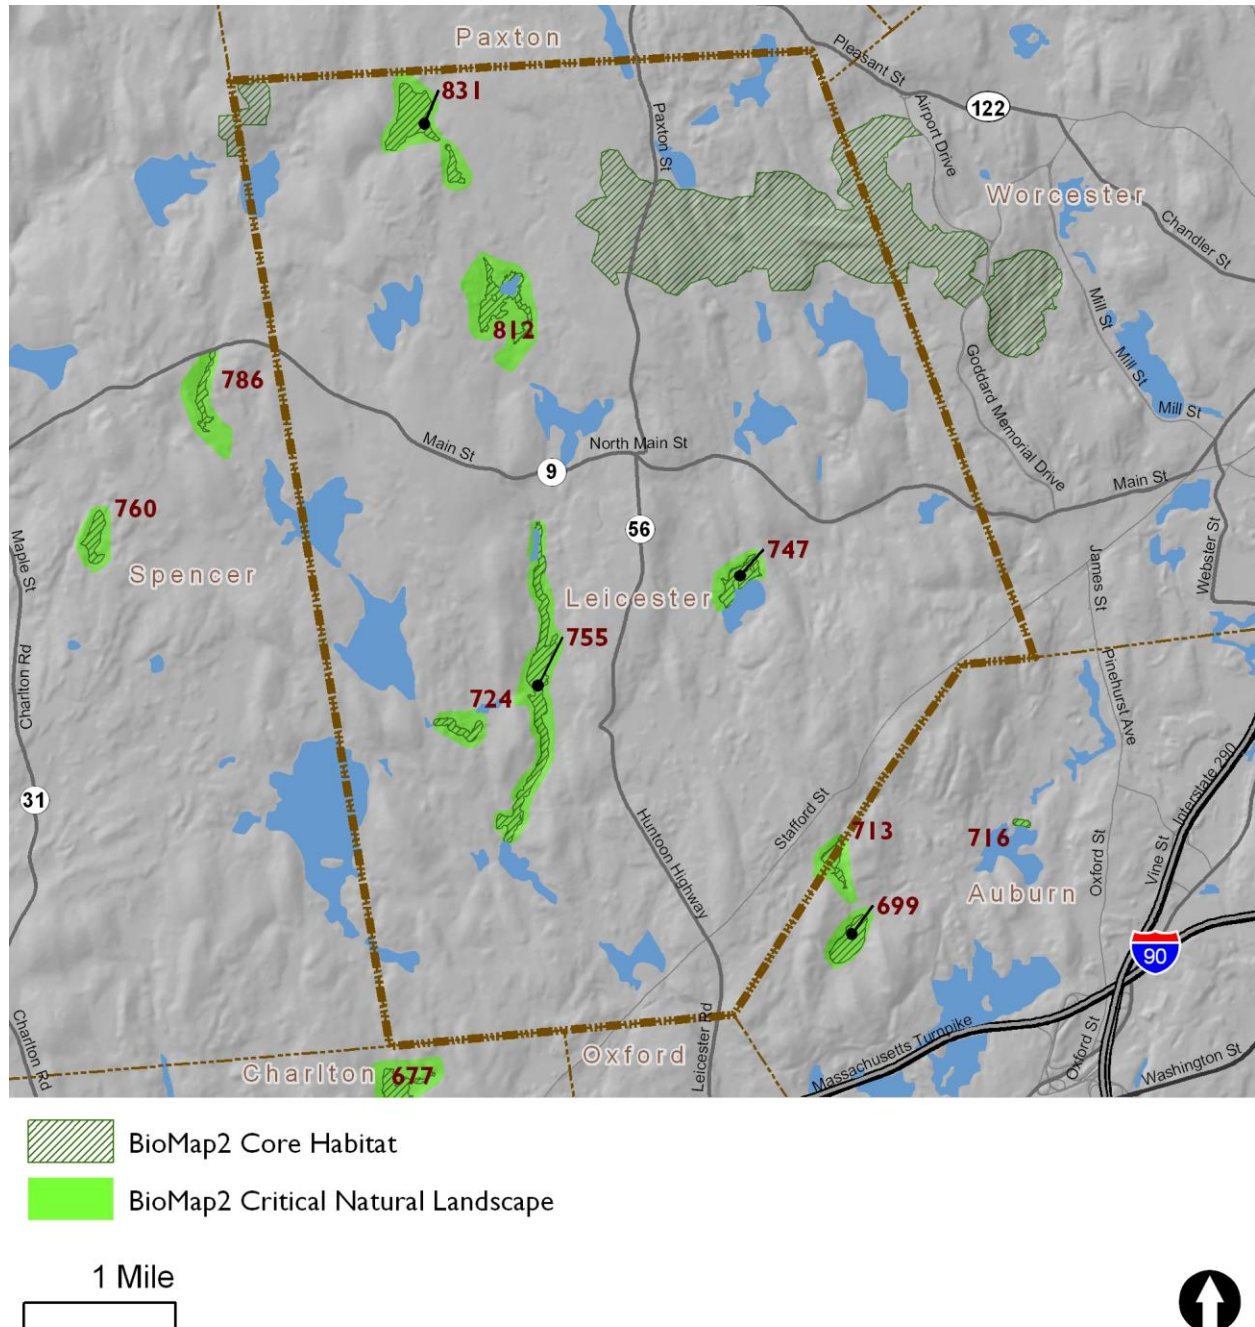 Paxton
Pleasant St
831
122
Airport Drive
Paxton St
Worcester
Chandler St
812
Mill St
786
Goddard Memorial Drive
Mill St
Mill St
Main St
North Main St
9
Main St
760
56
Webster St
Maple St
747
James St
Spencer
Leicester
755
Charlton Rd
724
Pinehurst Ave
31
Stafford St
Interstate 290
713
716
Huntoon Highway
Oxford St
Vine St
Auburn
699
90
Charlton Rd
Leicester Rd
Oxford
Massachusetts Turnpike
Oxford St
Washington St
Charlton
677
BioMap2 Core Habitat
BioMap2 Critical Natural Landscape
1 Mile